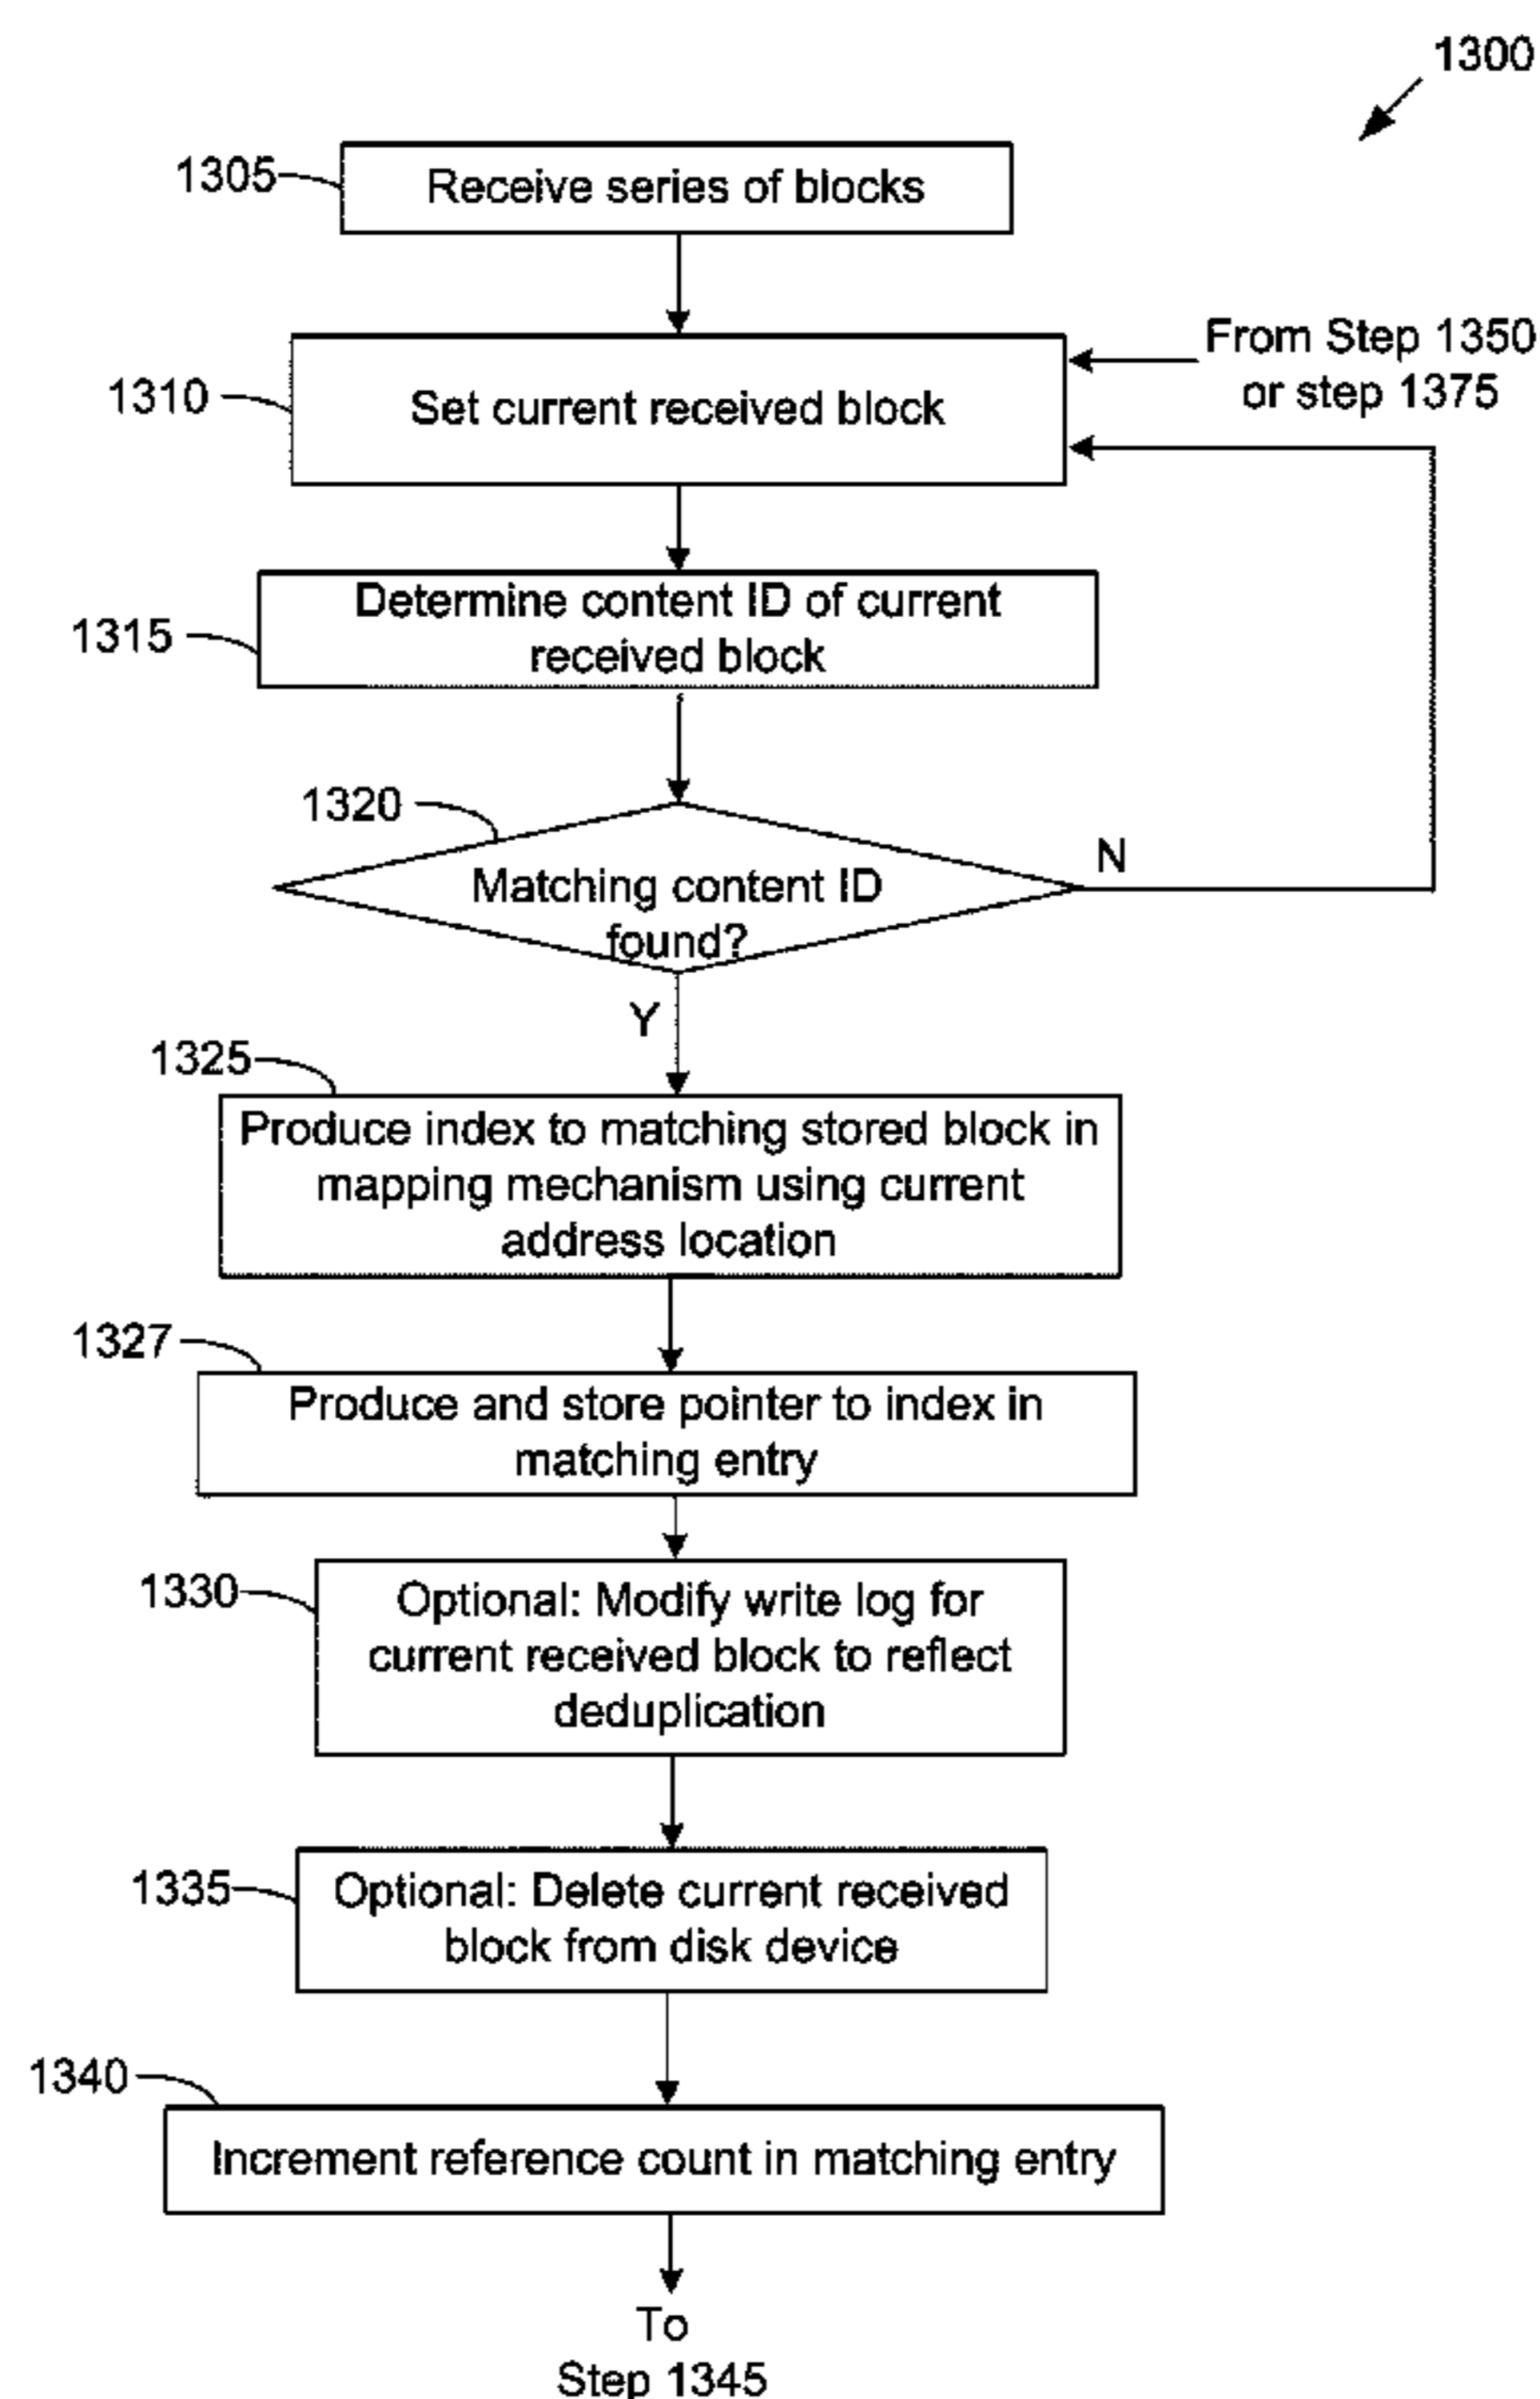 1300
1305
Receive series of blocks
From Step 1350
or step 1375
1310
Set current received block
1315
Determine content ID of current
received block
1320
Matching content ID
found?
N
Y
1325
Produce index to matching stored block in
mapping mechanism using current
address location
1327
Produce and store pointer to index in
matching entry
1330
Optional: Modify write log for
current received block to reflect
deduplication
1335
Optional: Delete current received
block from disk device
1340
Increment reference count in matching entry
To
Step 1345